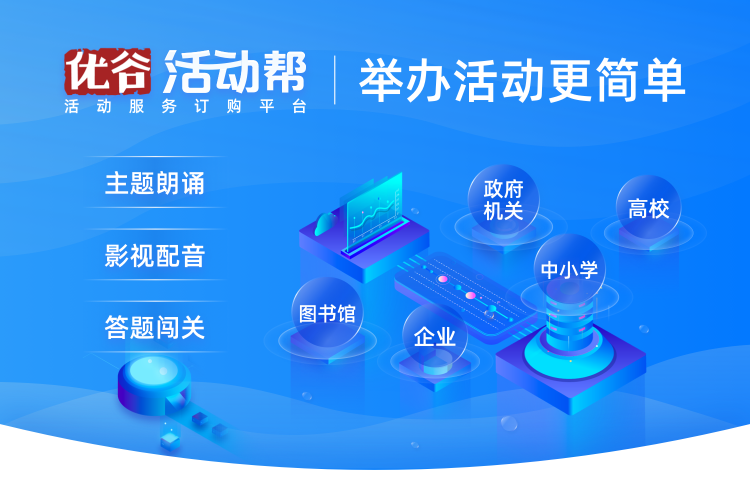 优谷 活动帮
活动服务订购平台
举办活动更简单
主题朗诵
影视配音
答题闯关
政府
机关
高校
中小学
图书馆
企业